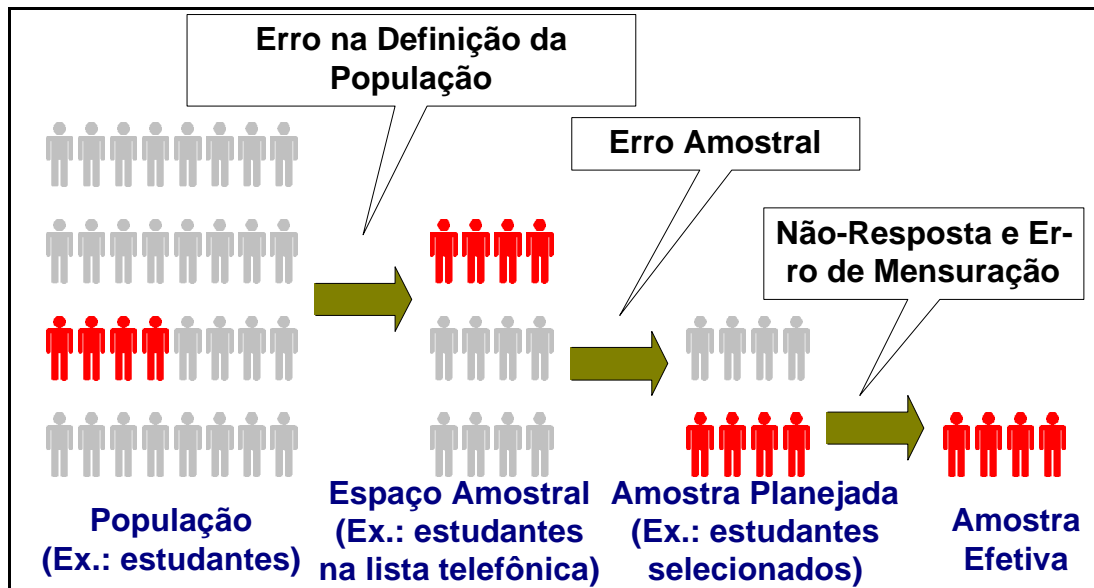 Erro na Definição da
População
Erro Amostral
Não-Resposta e Er-
ro de Mensuração
População
(Ex.: estudantes)
Espaço Amostral
(Ex.: estudantes
na lista telefônica)
Amostra Planejada
(Ex.: estudantes
selecionados)
Amostra
Efetiva